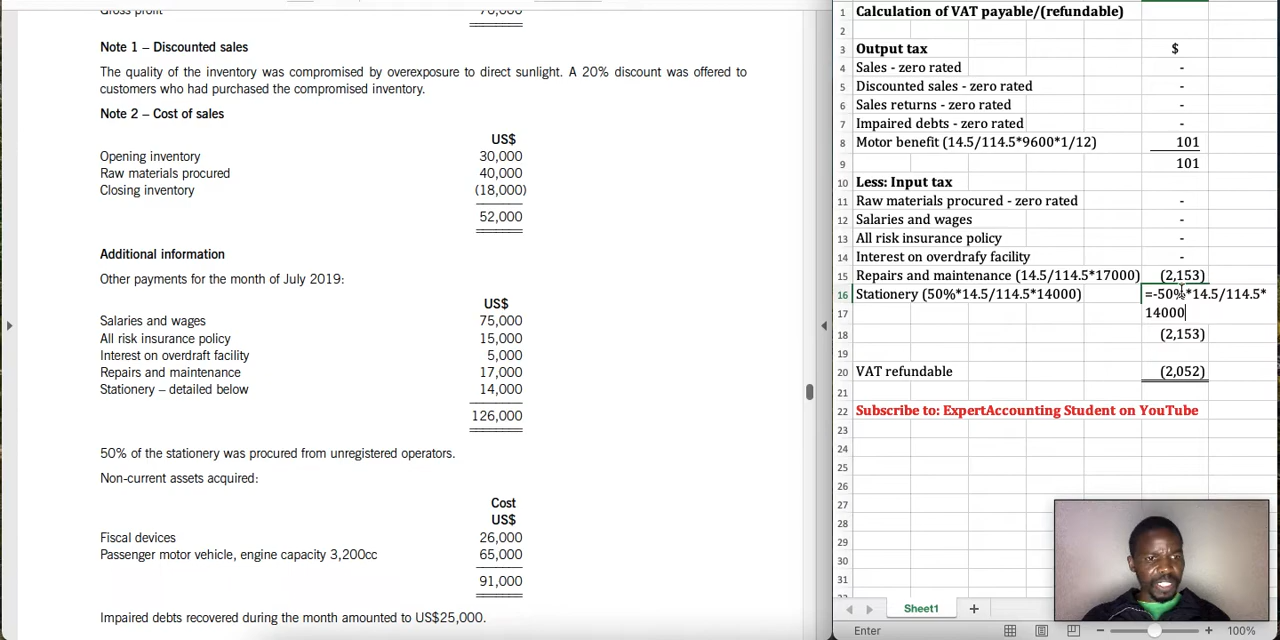 Gross profit
70,000
Note 1 – Discounted sales
The quality of the inventory was compromised by overexposure to direct sunlight. A 20% discount was offered to
customers who had purchased the compromised inventory.
Note 2 – Cost of sales
US$
Opening inventory 30,000
Raw materials procured 40,000
Closing inventory (18,000)
52,000
Additional information
Other payments for the month of July 2019:
US$
Salaries and wages 75,000
All risk insurance policy 15,000
Interest on overdraft facility 5,000
Repairs and maintenance 17,000
Stationery – detailed below 14,000
126,000
50% of the stationery was procured from unregistered operators.
Non-current assets acquired:
Cost
US$
Fiscal devices 26,000
Passenger motor vehicle, engine capacity 3,200cc 65,000
91,000
Impaired debts recovered during the month amounted to US$25,000.
1 Calculation of VAT payable/(refundable)
2
3 Output tax $
4 Sales - zero rated -
5 Discounted sales - zero rated -
6 Sales returns - zero rated -
7 Impaired debts - zero rated -
8 Motor benefit (14.5/114.5*9600*1/12) 101
9 101
10 Less: Input tax
11 Raw materials procured - zero rated -
12 Salaries and wages -
13 All risk insurance policy -
14 Interest on overdrafy facility -
15 Repairs and maintenance (14.5/114.5*17000) (2,153)
16 Stationery (50%*14.5/114.5*14000) =-50%*14.5/114.5*
17 14000
18 (2,153)
19
20 VAT refundable (2,052)
21
22 Subscribe to: ExpertAccounting Student on YouTube
23
24
25
26
27
28
29
30
31
Sheet1
Enter
100%